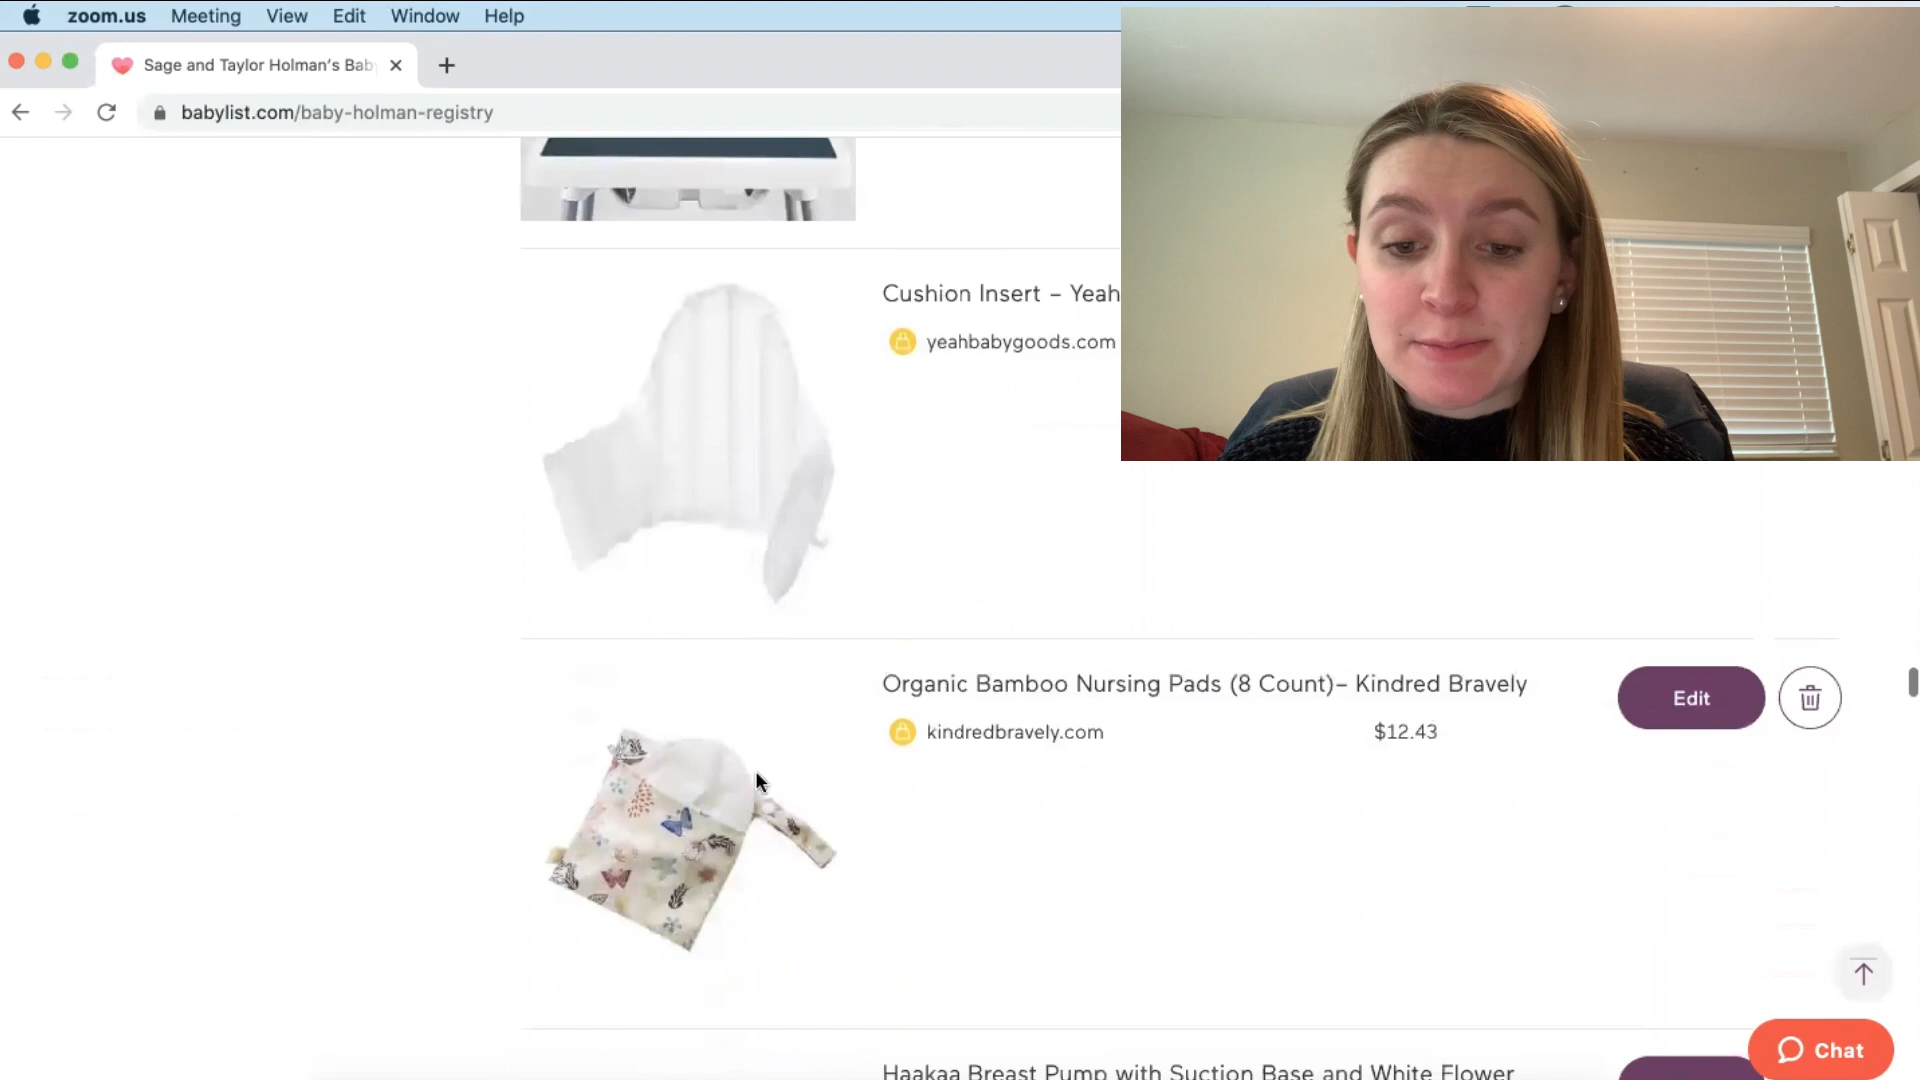 zoom.us Meeting View Edit Window Help
Sage and Taylor Holman's Bab
babylist.com/baby-holman-registry
Cushion Insert – Yeah
yeahbabygoods.com
Organic Bamboo Nursing Pads (8 Count)– Kindred Bravely
Edit
kindredbravely.com
$12.43
Chat
Haakaa Breast Pump with Suction Base and White Flower